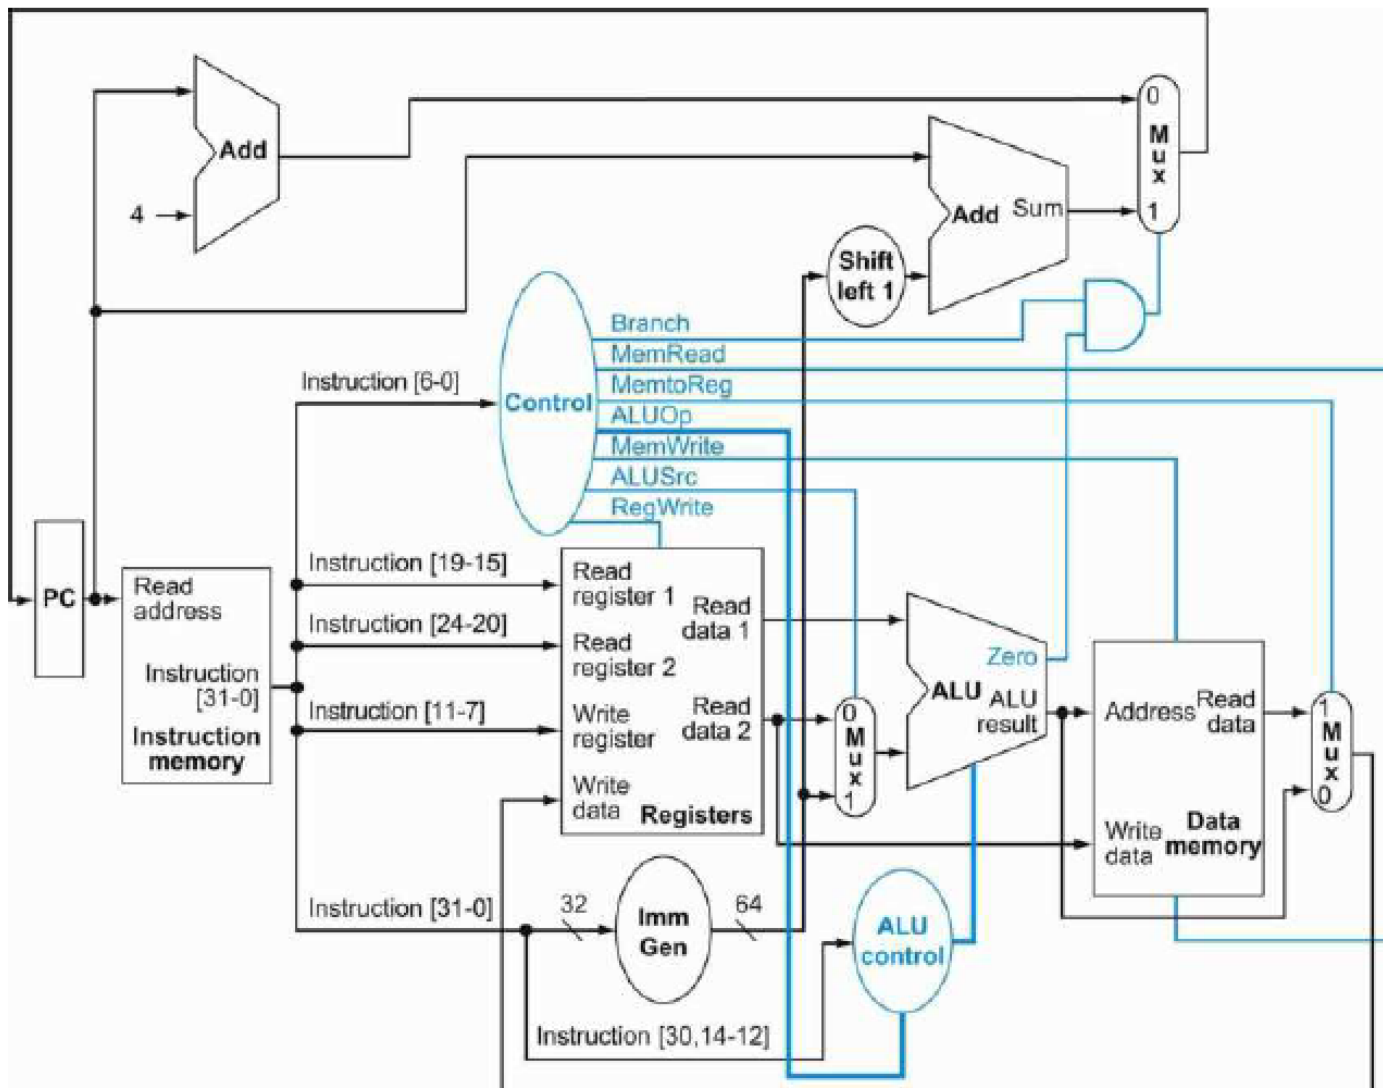 Add
4
0
M
u
x
1
Add Sum
Shift
left 1
Branch
MemRead
MemtoReg
ALUOp
MemWrite
ALUSrc
RegWrite
Control
Instruction [6-0]
PC
Read
address
Instruction
[31-0]
Instruction
memory
Instruction [19-15]
Instruction [24-20]
Instruction [11-7]
Read
register 1
Read
register 2
Write
register
Write
data
Read
data 1
Read
data 2
Registers
0
M
u
x
1
Zero
ALU
ALU
result
Address
Read
data
Write
data
Data
memory
1
M
u
x
0
Instruction [31-0]
32
Imm
Gen
64
ALU
control
Instruction [30,14-12]